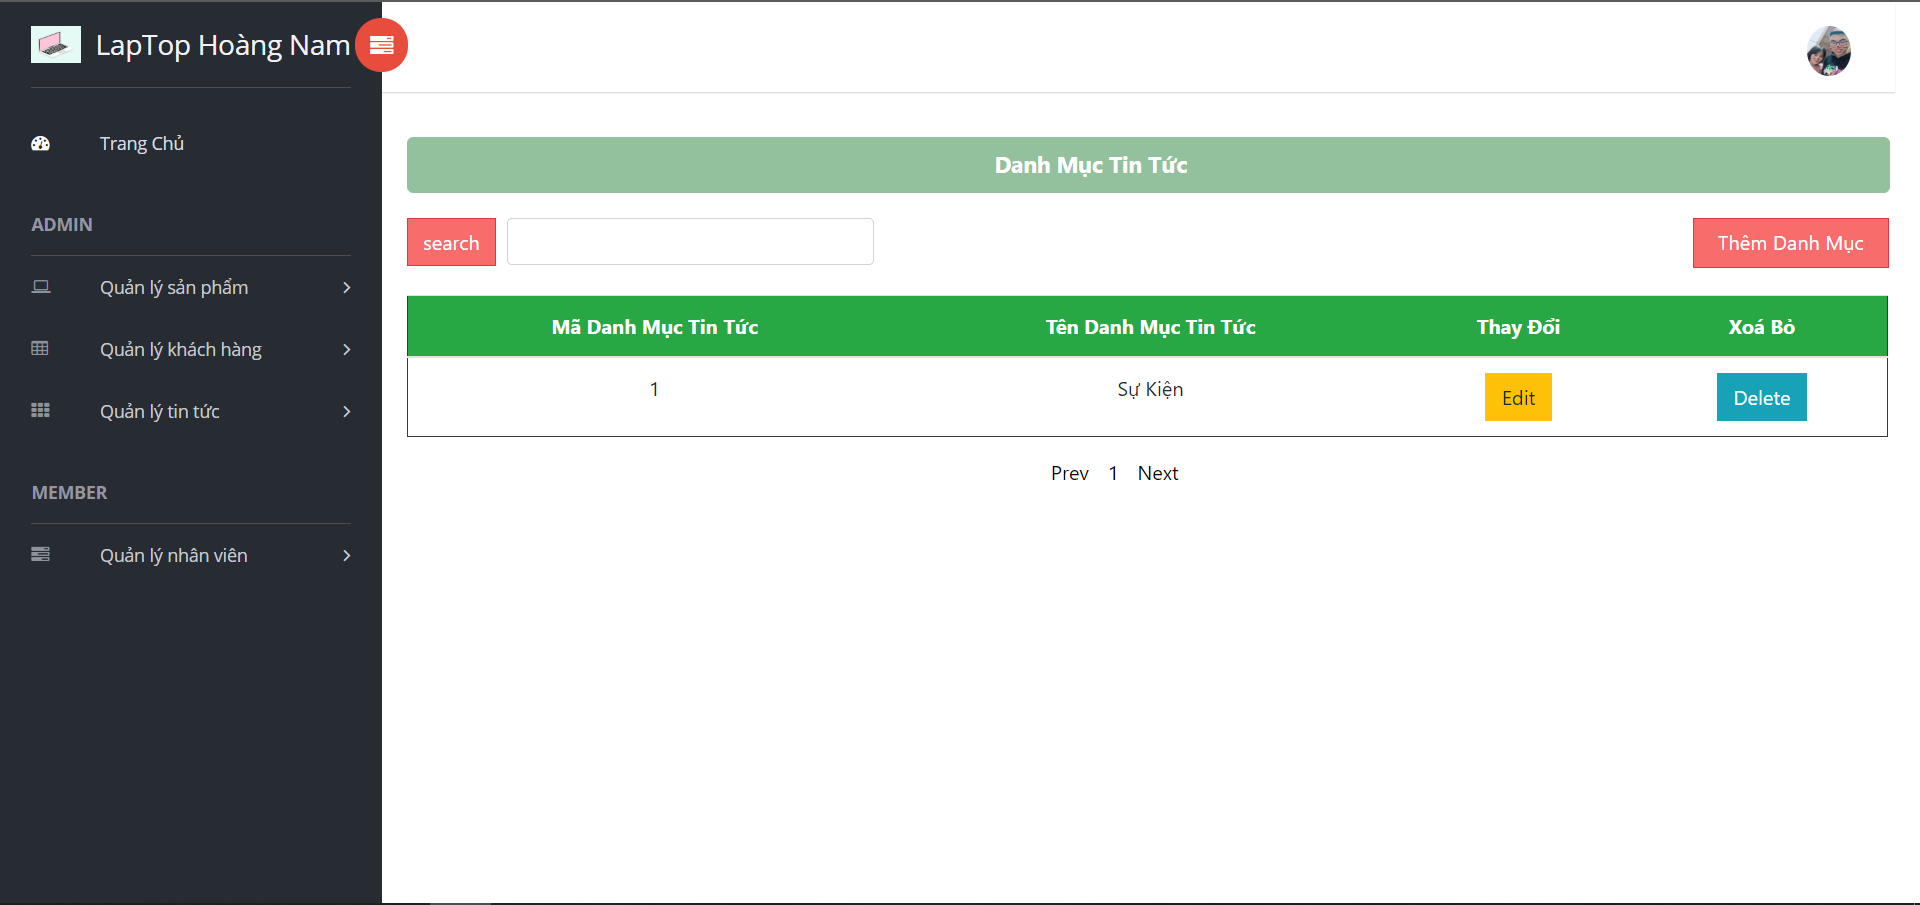 LapTop Hoàng Nam
Trang Chủ
ADMIN
Quản lý sản phẩm
Quản lý khách hàng
Quản lý tin tức
MEMBER
Quản lý nhân viên
Danh Mục Tin Tức
search
Thêm Danh Mục
Mã Danh Mục Tin Tức Tên Danh Mục Tin Tức Thay Đổi Xoá Bỏ
1 Sự Kiện Edit Delete
Prev 1 Next